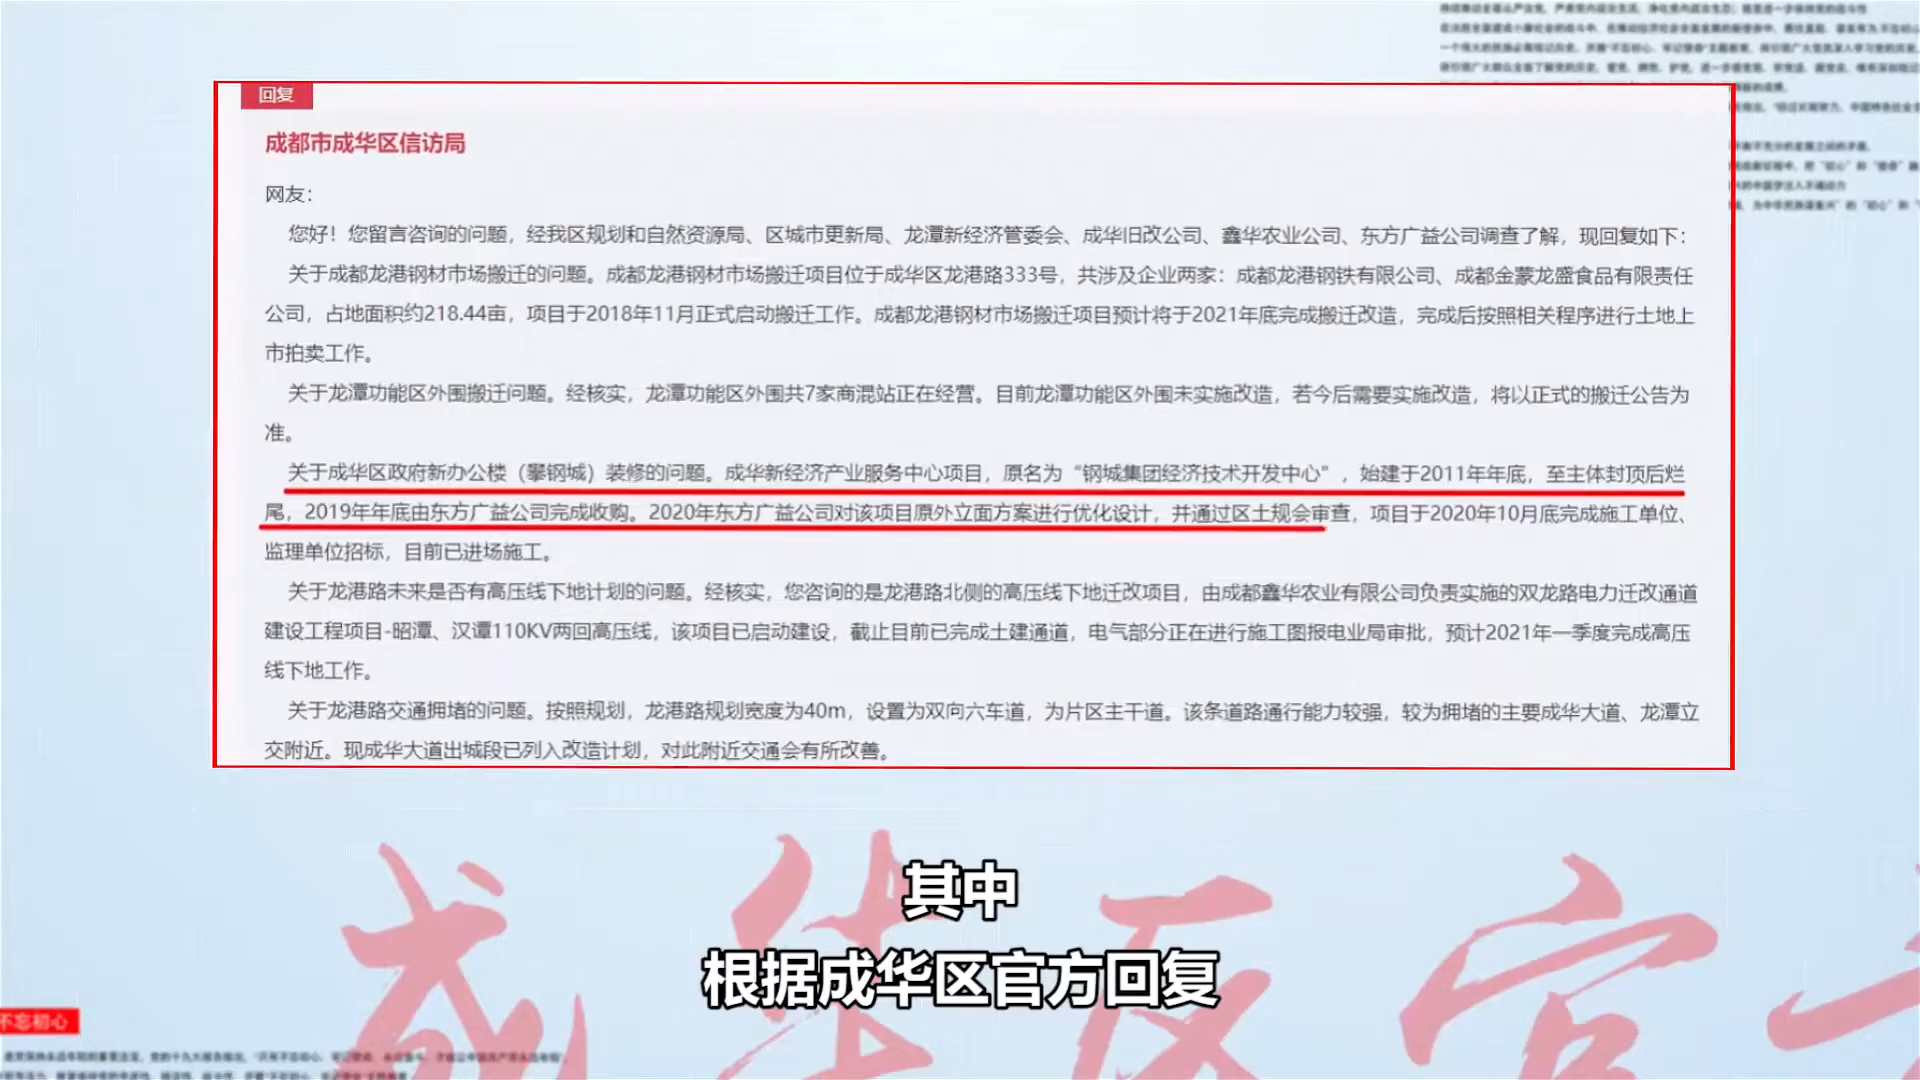 回复
成都市成华区信访局
网友：
您好！您留言咨询的问题，经我区规划和自然资源局、区城市更新局、龙潭新经济管委会、成华旧改公司、鑫华农业公司、东方广益公司调查了解，现回复如下：
关于成都龙港钢材市场搬迁的问题。成都龙港钢材市场搬迁项目位于成华区龙港路333号，共涉及企业两家：成都龙港钢铁有限公司、成都金蒙龙盛食品有限责任
公司，占地面积约218.44亩，项目于2018年11月正式启动搬迁工作。成都龙港钢材市场搬迁项目预计将于2021年底完成搬迁改造，完成后按照相关程序进行土地上
市拍卖工作。
关于龙潭功能区外围搬迁问题。经核实，龙潭功能区外围共7家商混站正在经营。目前龙潭功能区外围未实施改造，若今后需要实施改造，将以正式的搬迁公告为
准。
关于成华区政府新办公楼（攀钢城）装修的问题。成华新经济产业服务中心项目，原名为“钢城集团经济技术开发中心”，始建于2011年年底，至主体封顶后烂
尾，2019年年底由东方广益公司完成收购。2020年东方广益公司对该项目原外立面方案进行优化设计，并通过区土规会审查，项目于2020年10月底完成施工单位、
监理单位招标，目前已进场施工。
关于龙港路未来是否有高压线下地计划的问题。经核实，您咨询的是龙港路北侧的高压线下地迁改项目，由成都鑫华农业有限公司负责实施的双龙路电力迁改通道
建设工程项目-昭潭、汉谭110KV两回高压线，该项目已启动建设，截止目前已完成土建通道，电气部分正在进行施工图报电业局审批，预计2021年一季度完成高压
线下地工作。
关于龙港路交通拥堵的问题。按照规划，龙港路规划宽度为40m，设置为双向六车道，为片区主干道。该条道路通行能力较强，较为拥堵的主要成华大道、龙潭立
交附近。现成华大道出城段已列入改造计划，对此附近交通会有所改善。
其中
根据成华区官方回复
成华区官
不忘初心